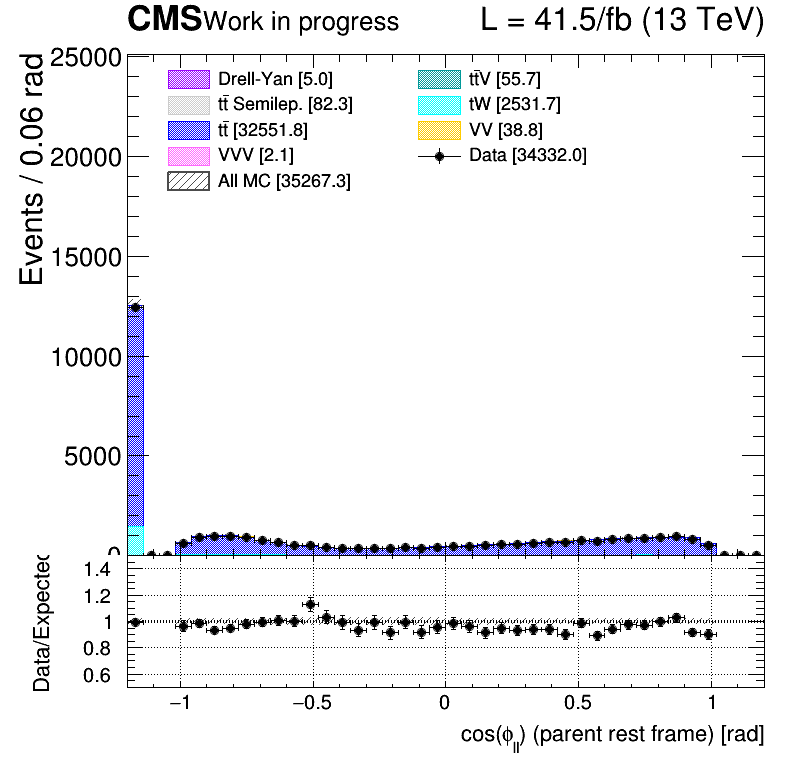 CMS Work in progress L = 41.5/fb (13 TeV)
Events / 0.06 rad
25000
20000
15000
10000
5000
0
Drell-Yan [5.0]
tt̄ Semilep. [82.3]
tt̄ [32551.8]
VVV [2.1]
All MC [35267.3]
tt̄V [55.7]
tW [2531.7]
VV [38.8]
Data [34332.0]
Data/Expected
1.4
1.2
1
0.8
0.6
−1 −0.5 0 0.5 1
cos(ϕ_ll) (parent rest frame) [rad]